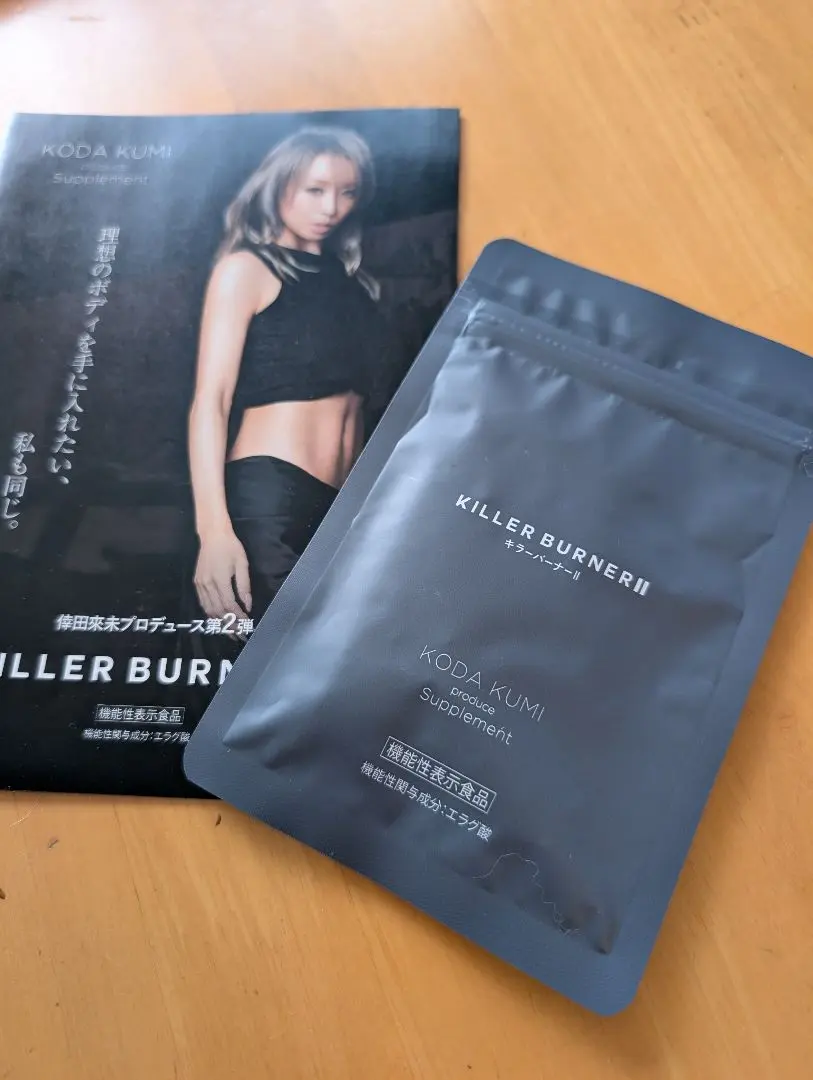 KODA KUMI
produce
Supplement
理想のボディを手に入れたい、
私も同じ。
倖田來未プロデュース第2弾
ILLER BURN
機能性表示食品
機能性関与成分:エラグ酸
KILLER BURNERII
キラーバーナーII
KODA KUMI
produce
Supplement
機能性表示食品
機能性関与成分:エラグ酸